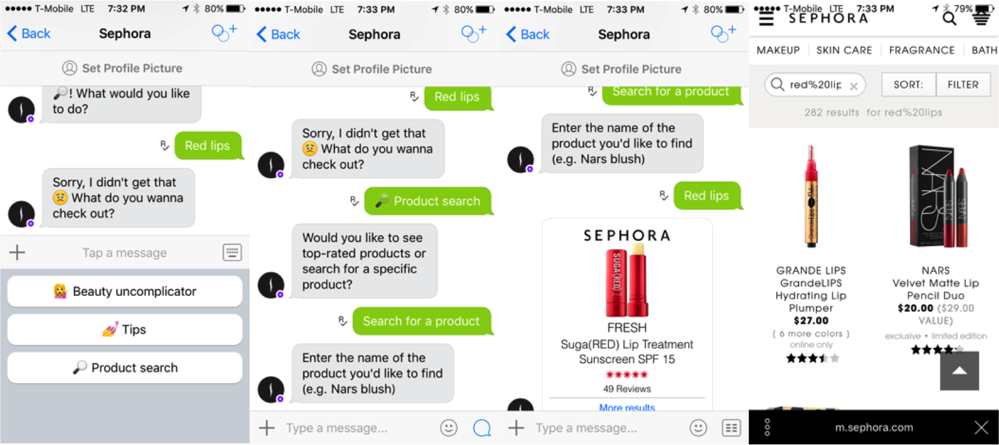 T-Mobile LTE 7:32 PM 80%
Back Sephora
Set Profile Picture
🔎! What would you like
to do?
Red lips
Sorry, I didn't get that
😟 What do you wanna
check out?
Tap a message
💁 Beauty uncomplicator
💅 Tips
🔎 Product search
T-Mobile LTE 7:33 PM 80%
Back Sephora
Set Profile Picture
Red lips
Sorry, I didn't get that
😟 What do you wanna
check out?
🔎 Product search
Would you like to see
top-rated products or
search for a specific
product?
Search for a product
Enter the name of the
product you'd like to find
(e.g. Nars blush)
Type a message...
T-Mobile LTE 7:33 PM 80%
Back Sephora
Set Profile Picture
Search for a product
Enter the name of the
product you'd like to find
(e.g. Nars blush)
Red lips
SEPHORA
SUGA(RED)
fresh
FRESH
Suga(RED) Lip Treatment
Sunscreen SPF 15
49 Reviews
More results
Type a message...
T-Mobile LTE 7:33 PM 79%
SEPHORA
MAKEUP SKIN CARE FRAGRANCE BATH
red%20lip SORT: FILTER
282 results for red%20lips
GrandeLips
NARS
NARS
NARS
GRANDE LIPS
GrandeLIPS
Hydrating Lip
Plumper
$27.00
( 6 more colors )
online only
NARS
Velvet Matte Lip
Pencil Duo
$20.00 ($29.00
VALUE)
exclusive • limited edition
m.sephora.com